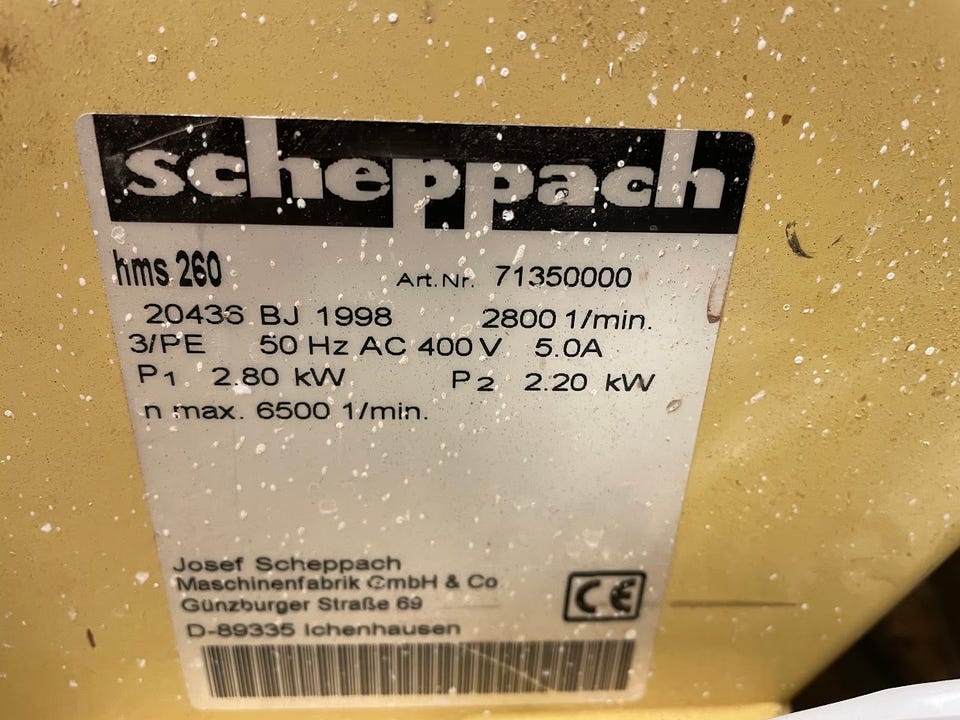 scheppach
hms 260 Art.Nr. 71350000
20436 BJ 1998 2800 1/min.
3/PE 50 Hz AC 400 V 5.0A
P1 2.80 kW P2 2.20 kW
n max. 6500 1/min.
Josef Scheppach
Maschinenfabrik GmbH & Co
Günzburger Straße 69
D-89335 Ichenhausen
CE